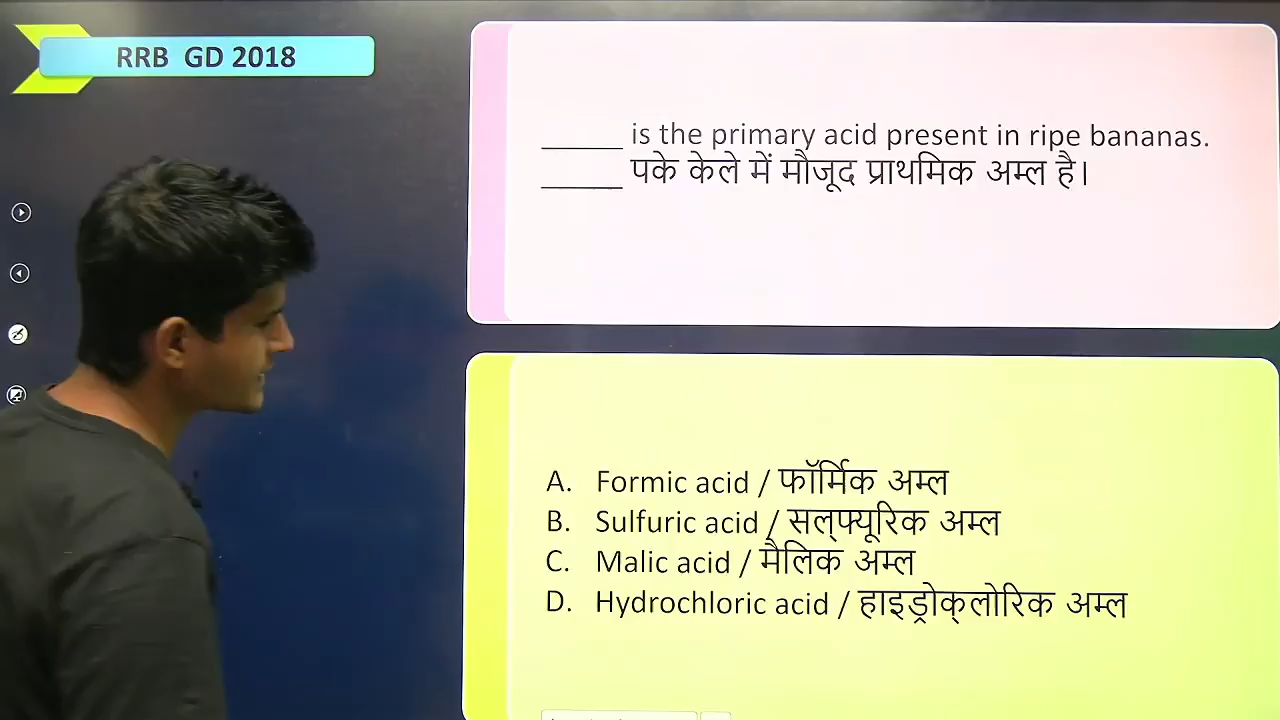 RRB GD 2018
______ is the primary acid present in ripe bananas.
______ पके केले में मौजूद प्राथमिक अम्ल है।
A. Formic acid / फॉर्मिक अम्ल
B. Sulfuric acid / सल्फ्यूरिक अम्ल
C. Malic acid / मैलिक अम्ल
D. Hydrochloric acid / हाइड्रोक्लोरिक अम्ल